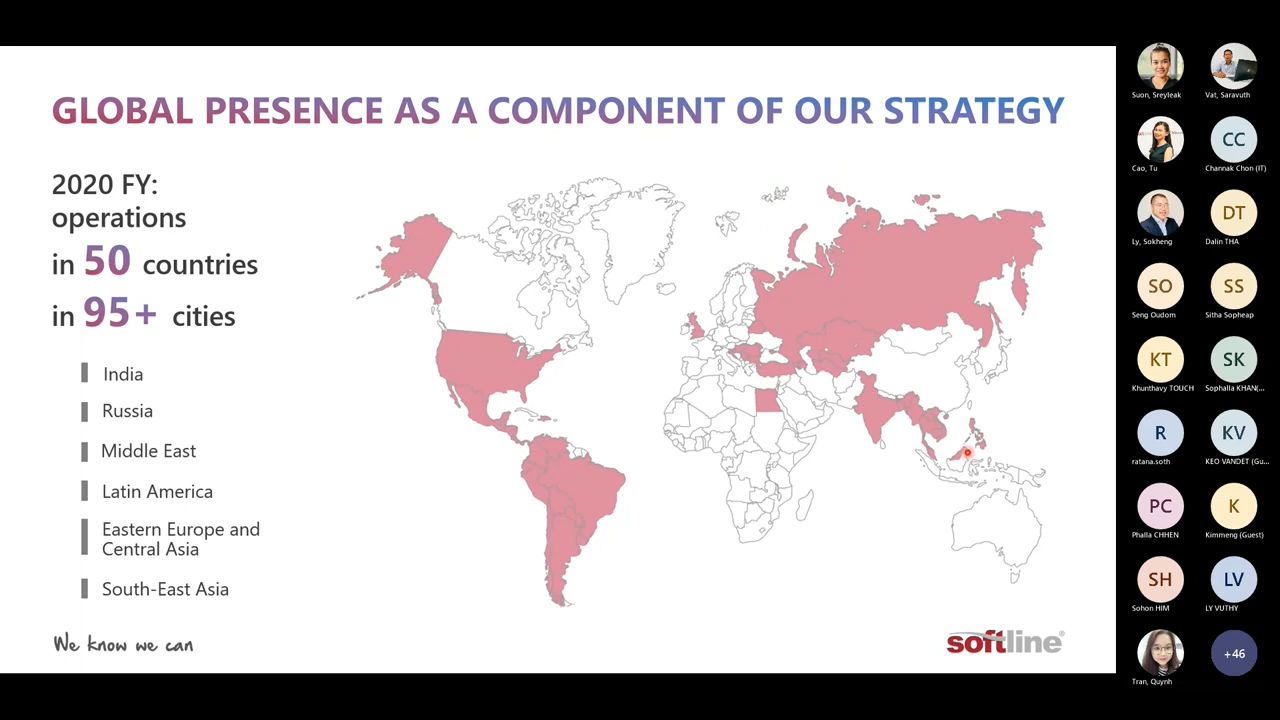 GLOBAL PRESENCE AS A COMPONENT OF OUR STRATEGY
2020 FY:
operations
in 50 countries
in 95+ cities
India
Russia
Middle East
Latin America
Eastern Europe and
Central Asia
South-East Asia
We know we can
softline®
Suon, Sreyleak
Vat, Saravuth
Cao, Tu
CC
Channak Chon (IT)
Ly, Sokheng
DT
Dalin THA
SO
Seng Oudom
SS
Sitha Sopheap
KT
Khunthavy TOUCH
SK
Sophalla KHAN(...
R
ratana.soth
KV
KEO VANDET (Gu...
PC
Phalla CHHEN
K
Kimmeng (Guest)
SH
Sohon HIM
LV
LY VUTHY
Tran, Quynh
+46